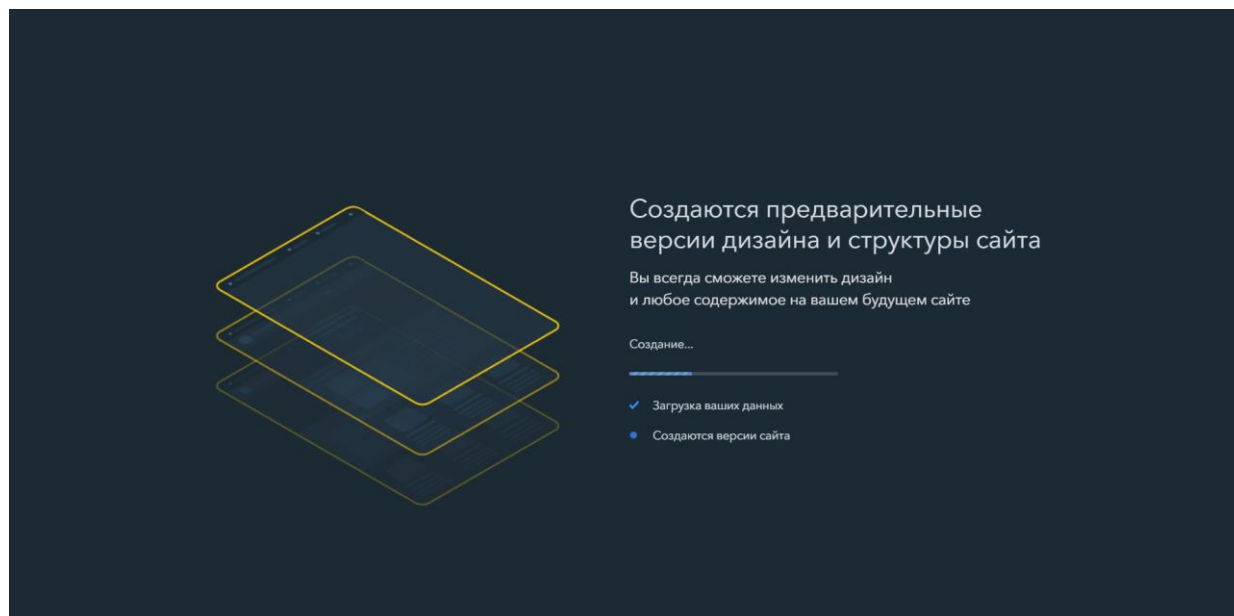 Создаются предварительные
версии дизайна и структуры сайта
Вы всегда сможете изменить дизайн
и любое содержимое на вашем будущем сайте
Создание...
Загрузка ваших данных
Создаются версии сайта